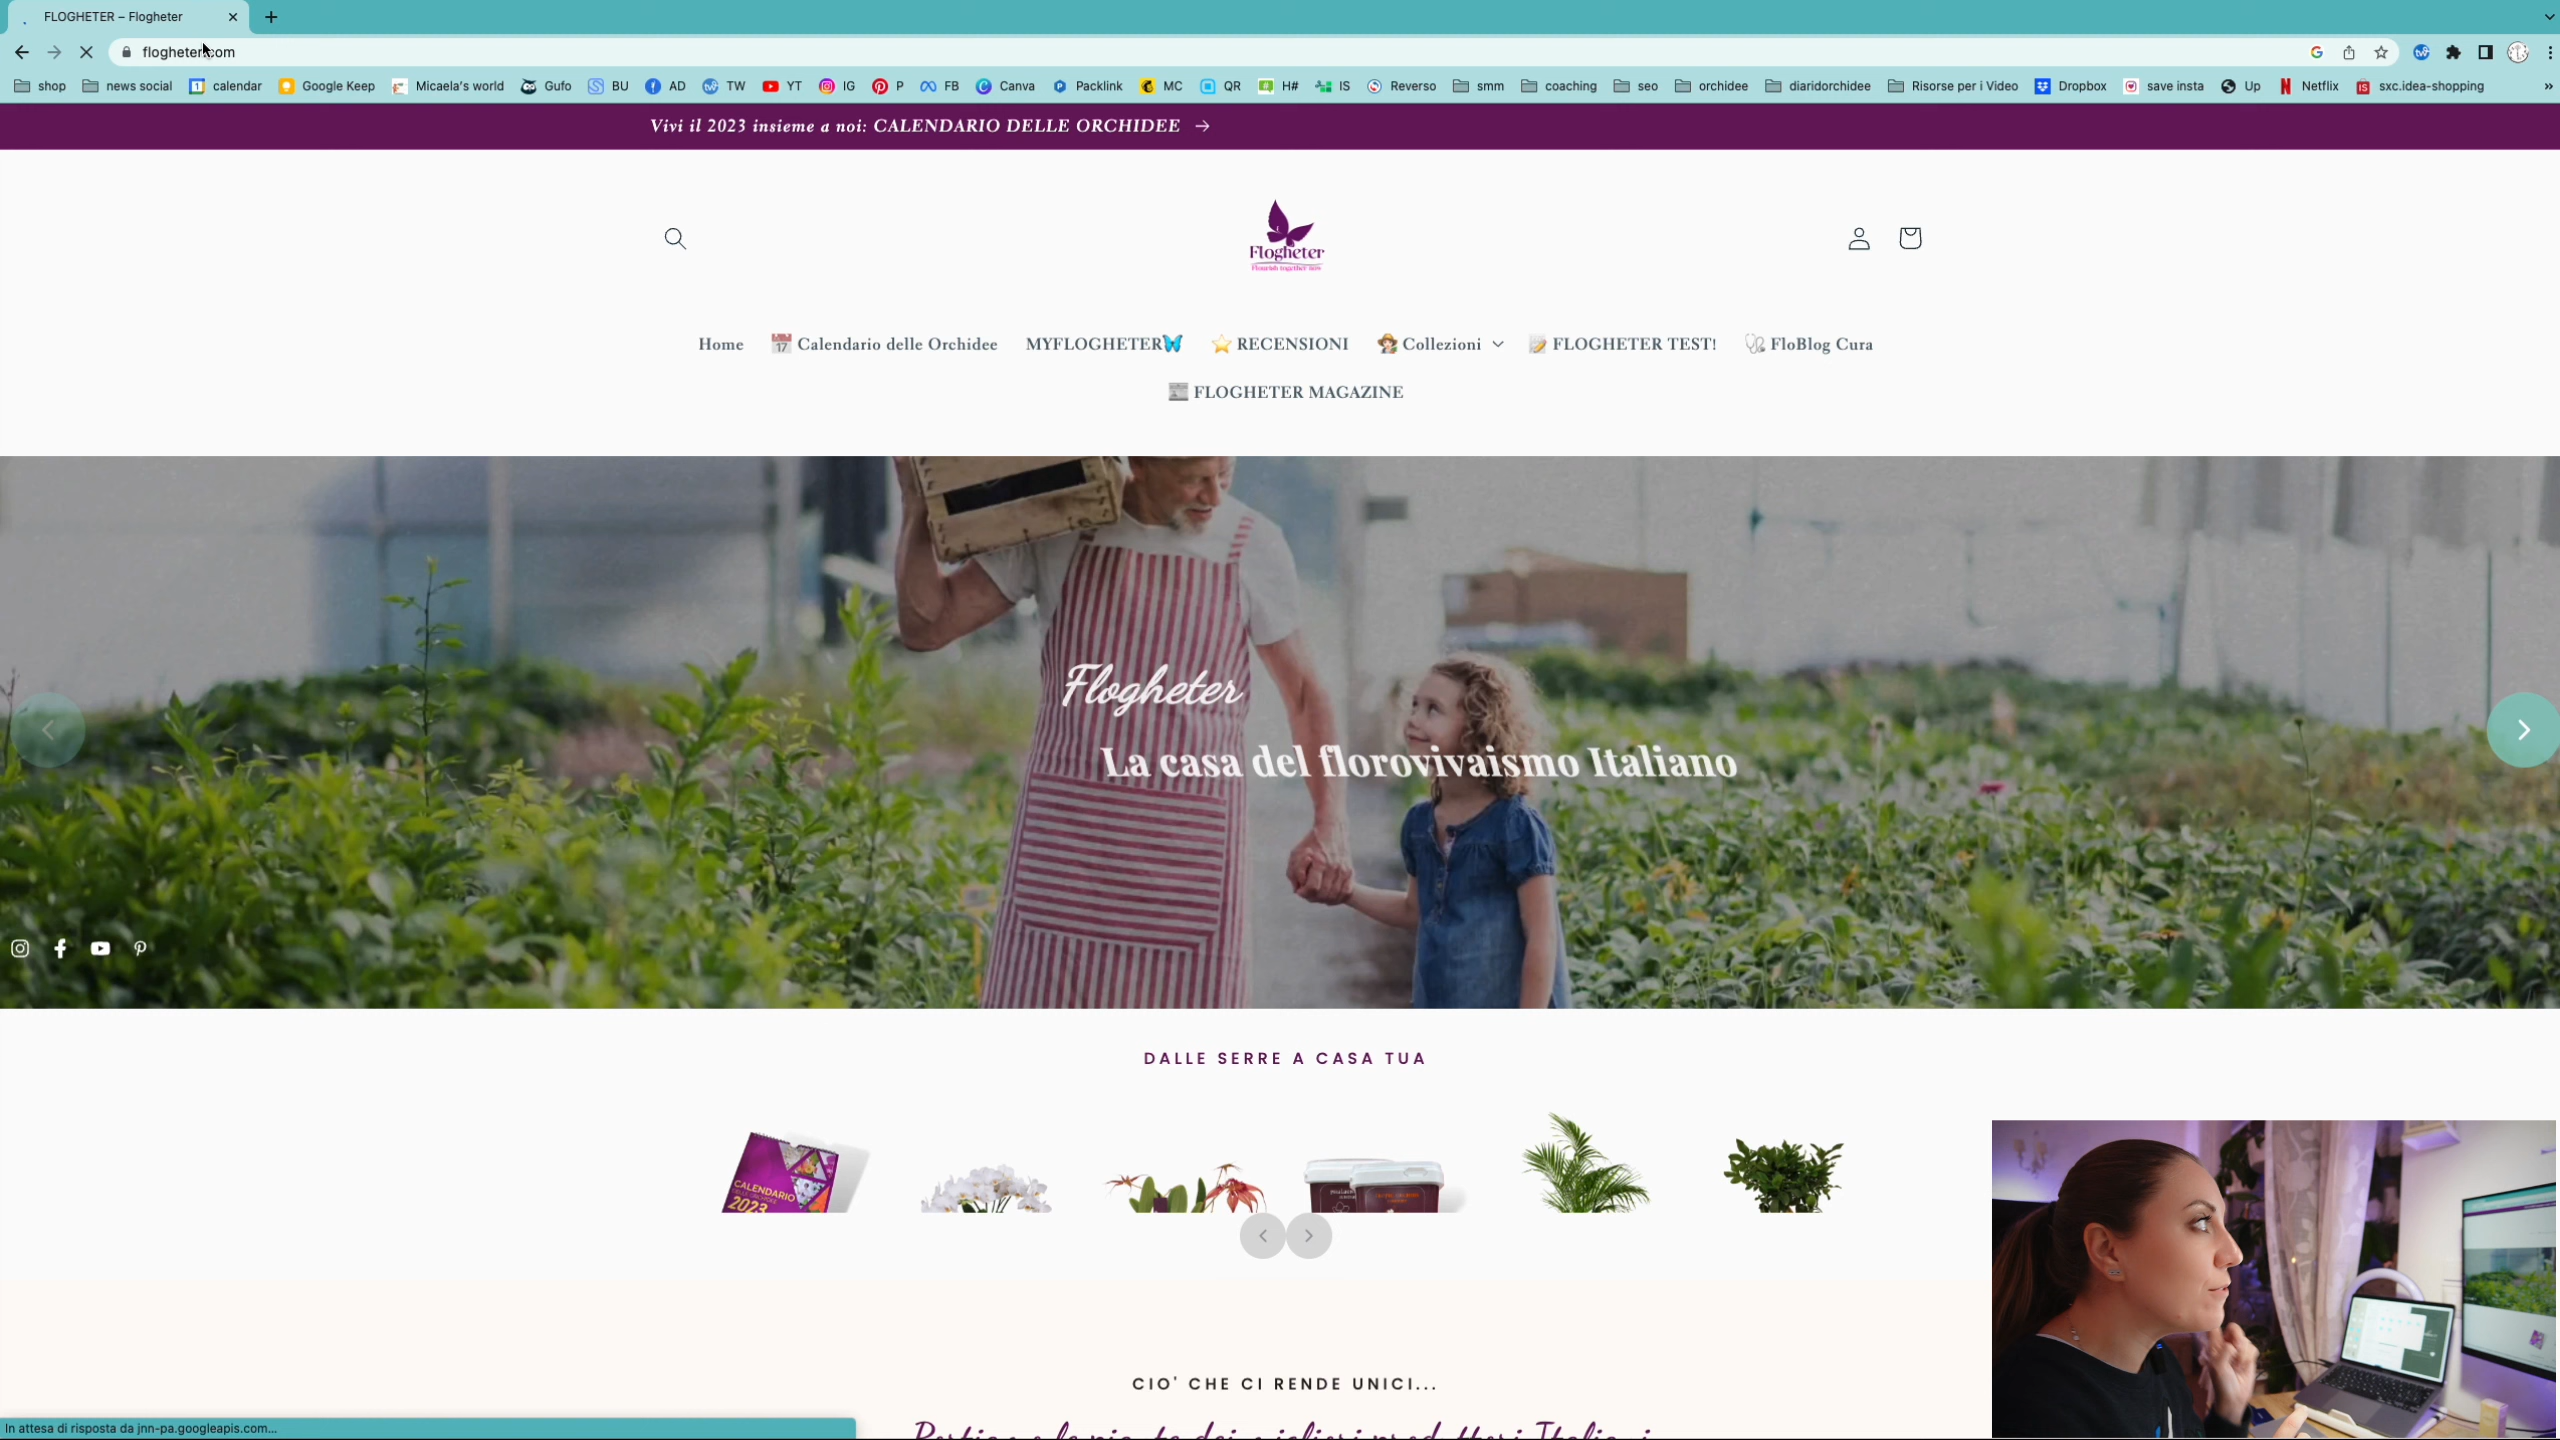 FLOGHETER – Flogheter
flogheter.com
shop news social calendar Google Keep Micaela's world Gufo BU AD TW YT IG P FB Canva Packlink MC QR H# IS Reverso smm coaching seo orchidee diaridorchidee Risorse per i Video Dropbox save insta Up Netflix sxc.idea-shopping »
Vivi il 2023 insieme a noi: CALENDARIO DELLE ORCHIDEE →
Flogheter
Flourish together now
Home 17 Calendario delle Orchidee MYFLOGHETER RECENSIONI Collezioni FLOGHETER TEST! FloBlog Cura
FLOGHETER MAGAZINE
Flogheter
La casa del florovivaismo Italiano
DALLE SERRE A CASA TUA
CALENDARIO
2023
CIO' CHE CI RENDE UNICI...
In attesa di risposta da jnn-pa.googleapis.com...